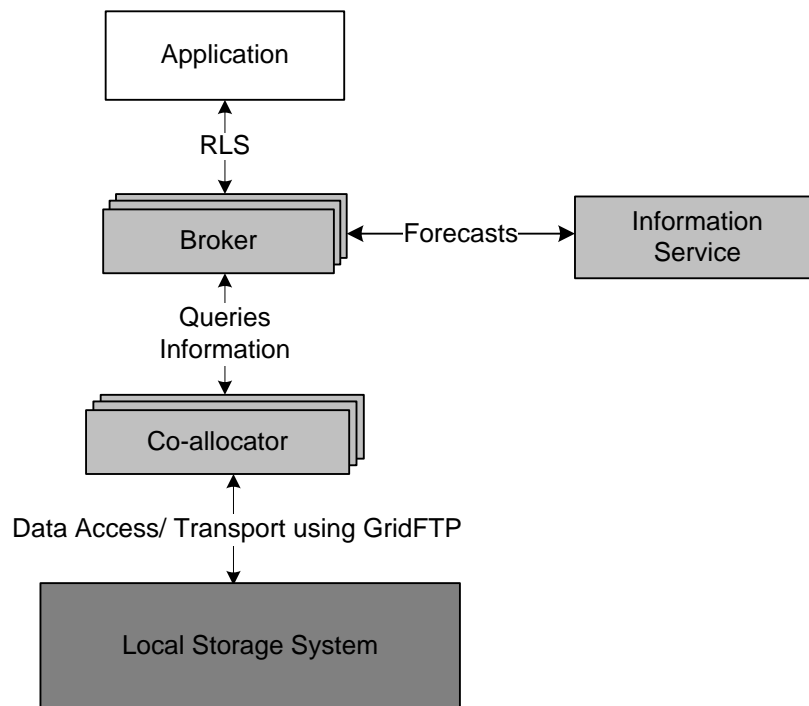 Application
RLS
Broker
Forecasts
Information
Service
Queries
Information
Co-allocator
Data Access/ Transport using GridFTP
Local Storage System